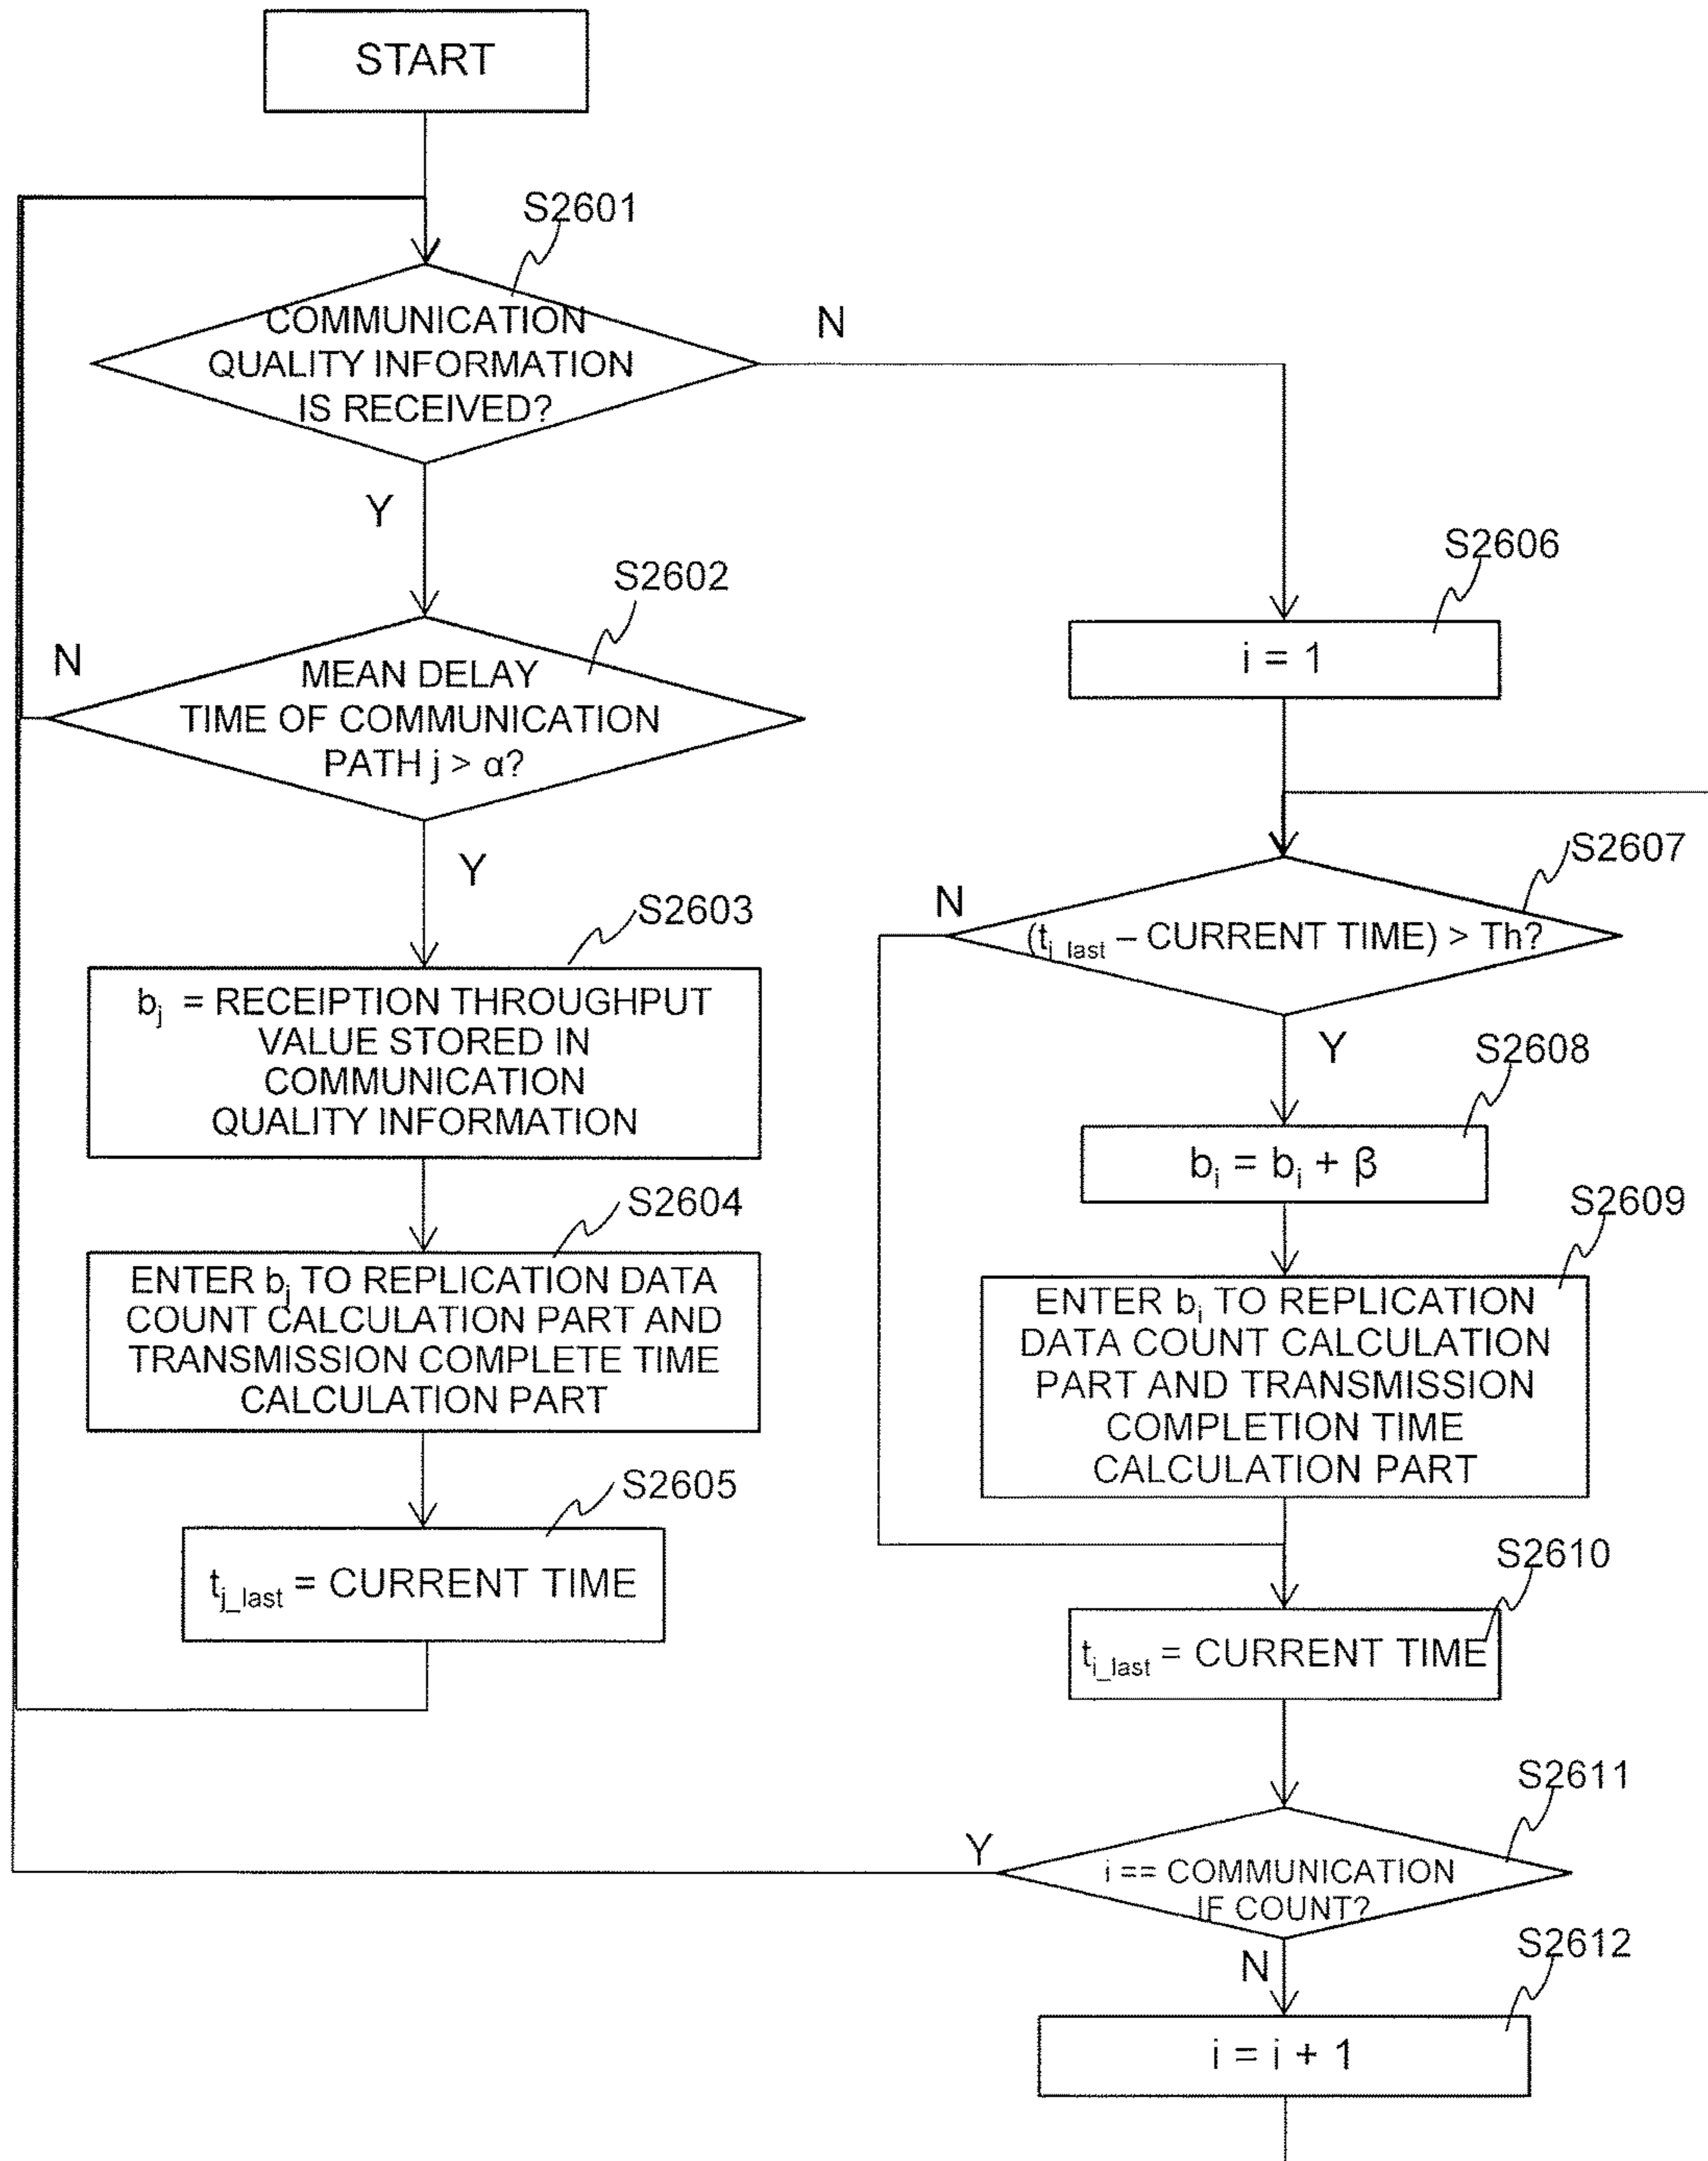 START
S2601
COMMUNICATION
QUALITY INFORMATION
IS RECEIVED?
N
Y
S2602
MEAN DELAY
TIME OF COMMUNICATION
PATH j > α?
N
Y
S2603
bj = RECEIPTION THROUGHPUT
VALUE STORED IN
COMMUNICATION
QUALITY INFORMATION
S2604
ENTER bj TO REPLICATION DATA
COUNT CALCULATION PART AND
TRANSMISSION COMPLETE TIME
CALCULATION PART
S2605
tj_last = CURRENT TIME
S2606
i = 1
S2607
N
(ti_last – CURRENT TIME) > Th?
Y
S2608
bi = bi + β
S2609
ENTER bi TO REPLICATION
DATA COUNT CALCULATION
PART AND TRANSMISSION
COMPLETION TIME
CALCULATION PART
S2610
ti_last = CURRENT TIME
S2611
Y
i == COMMUNICATION
IF COUNT?
N
S2612
i = i + 1